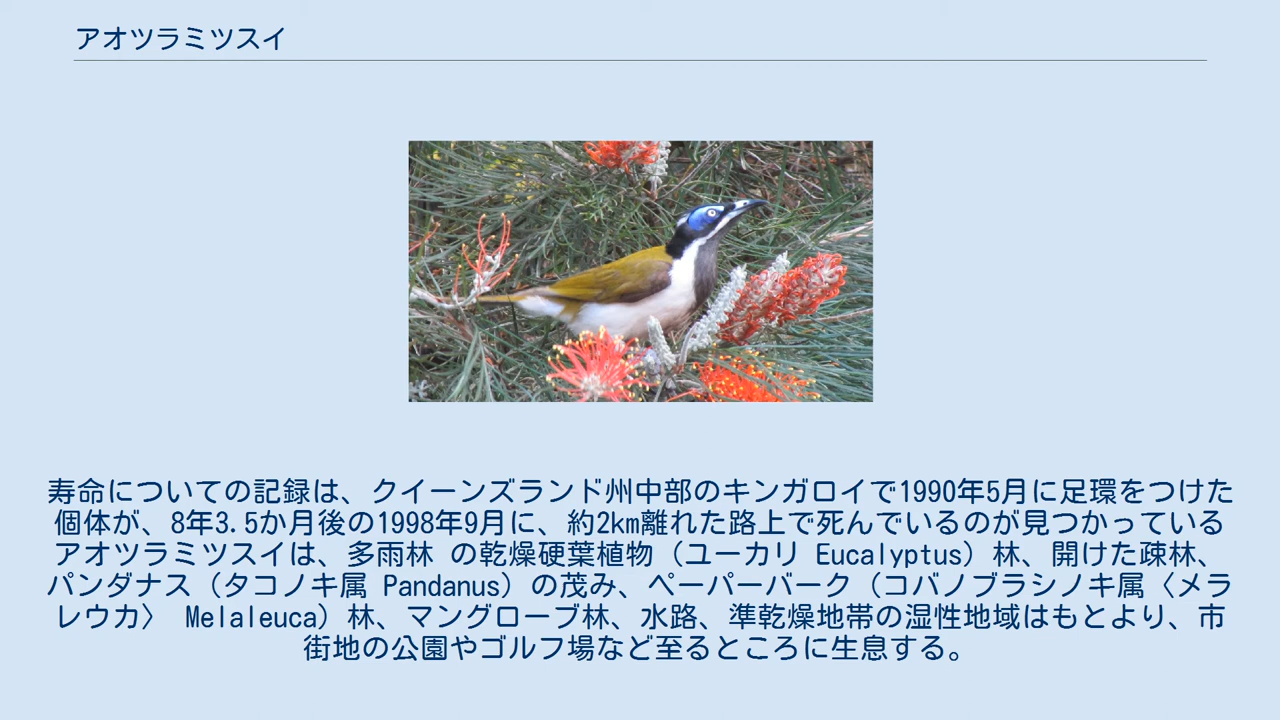 アオツラミツスイ
寿命についての記録は、クイーンズランド州中部のキンガロイで1990年5月に足環をつけた
個体が、8年3.5か月後の1998年9月に、約2km離れた路上で死んでいるのが見つかっている
アオツラミツスイは、多雨林 の乾燥硬葉植物（ユーカリ Eucalyptus）林、開けた疎林、
パンダナス（タコノキ属 Pandanus）の茂み、ペーパーバーク（コバノブラシノキ属〈メラ
レウカ〉 Melaleuca）林、マングローブ林、水路、準乾燥地帯の湿性地域はもとより、市
街地の公園やゴルフ場など至るところに生息する。